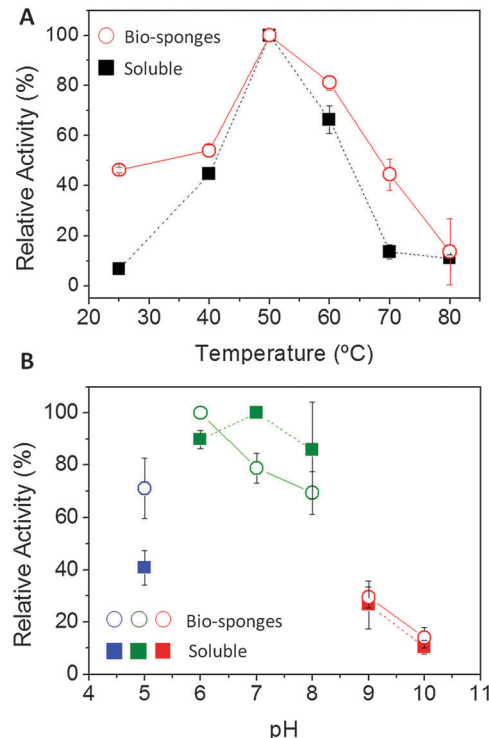 A
Bio-sponges
Soluble
Relative Activity (%)
100
80
60
40
20
0
20 30 40 50 60 70 80
Temperature (ºC)
B
Relative Activity (%)
100
80
60
40
20
0
Bio-sponges
Soluble
4 5 6 7 8 9 10 11
pH